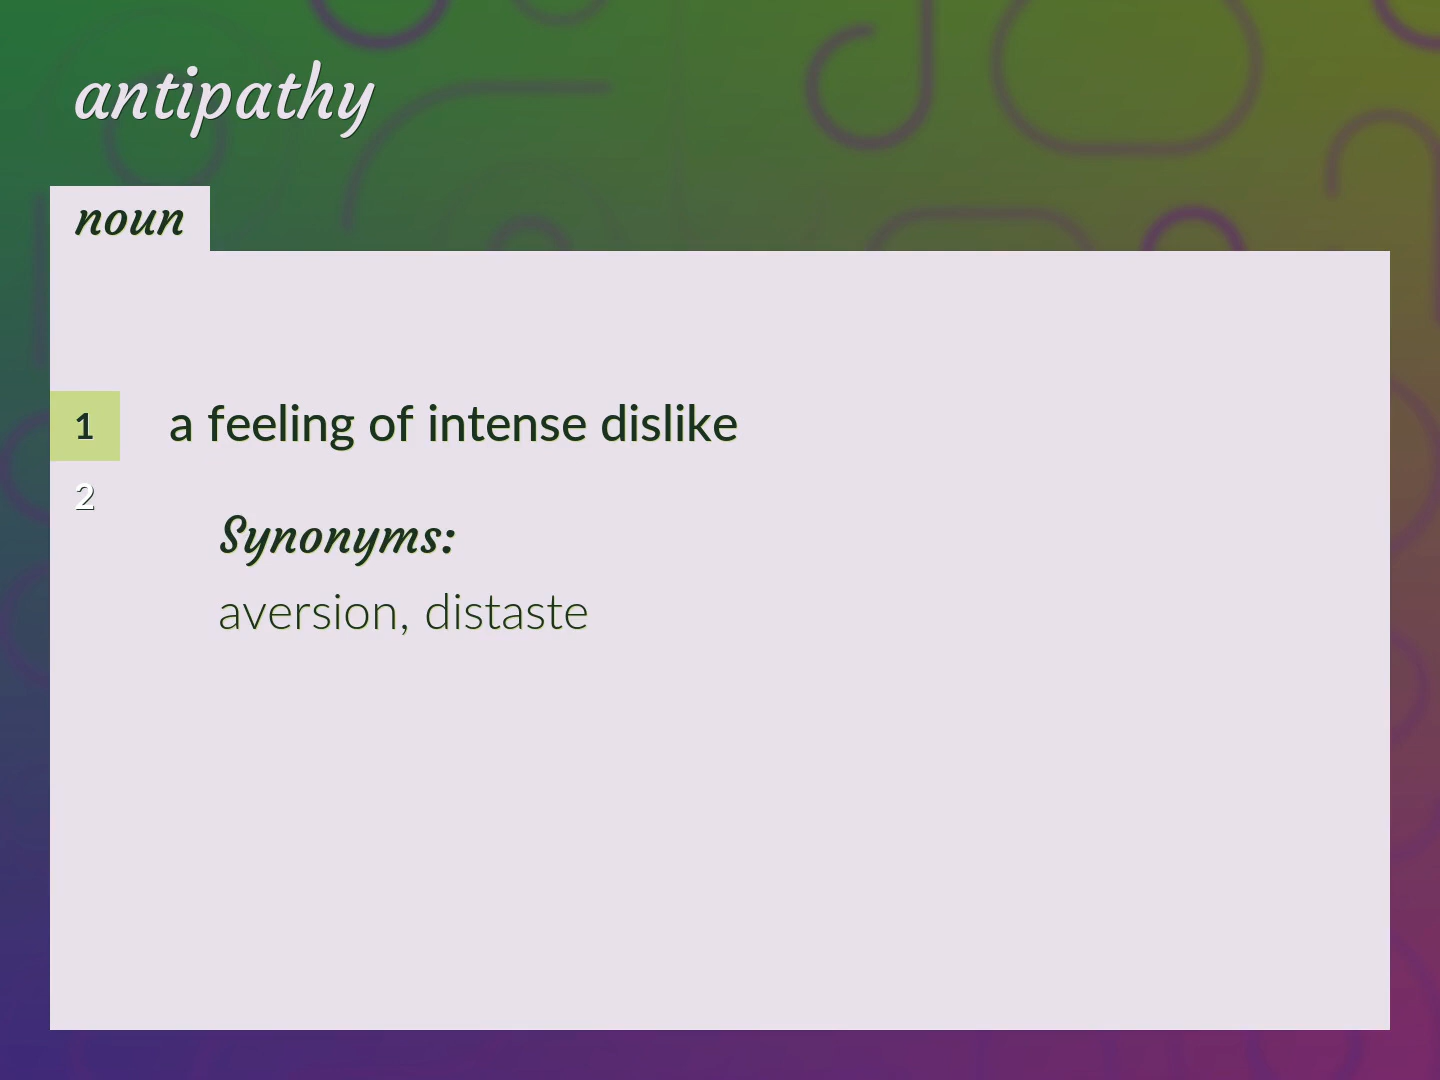 antipathy
noun
1 a feeling of intense dislike
2
Synonyms:
aversion, distaste